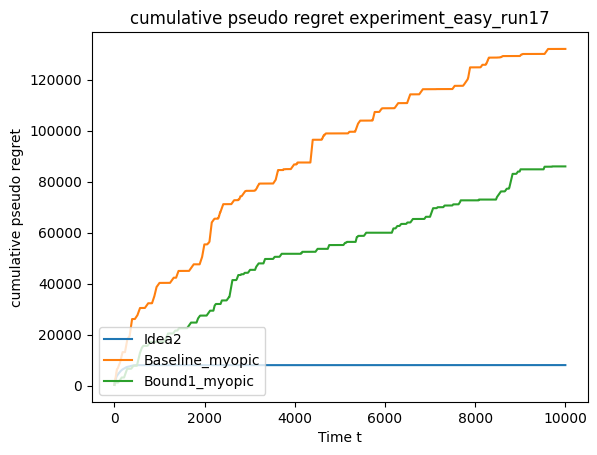 cumulative pseudo regret experiment_easy_run17
cumulative pseudo regret
120000
100000
80000
60000
40000
20000
0
Idea2
Baseline_myopic
Bound1_myopic
0 2000 4000 6000 8000 10000
Time t